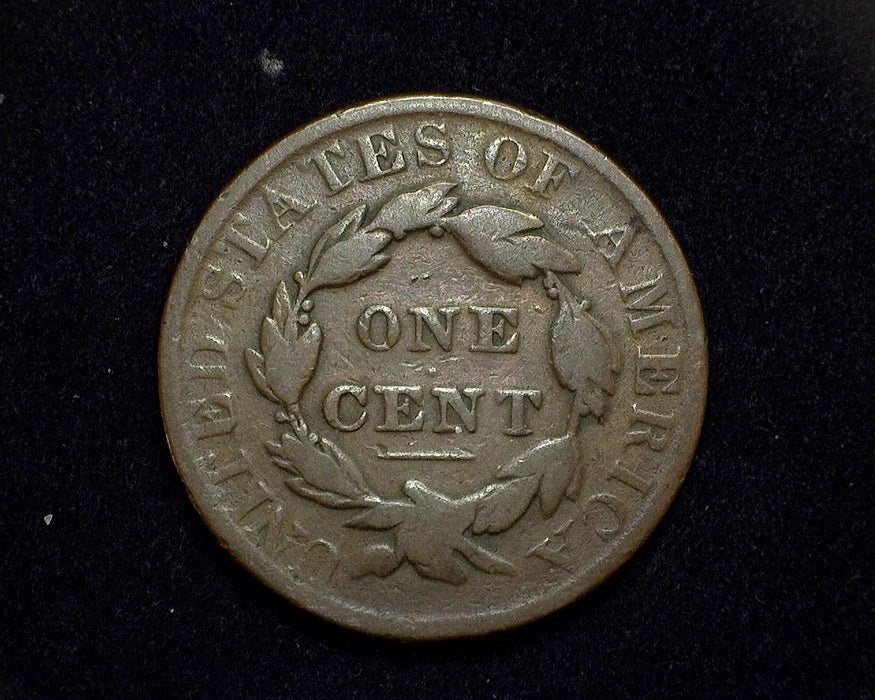 UNITED STATES OF AMERICA
ONE
CENT